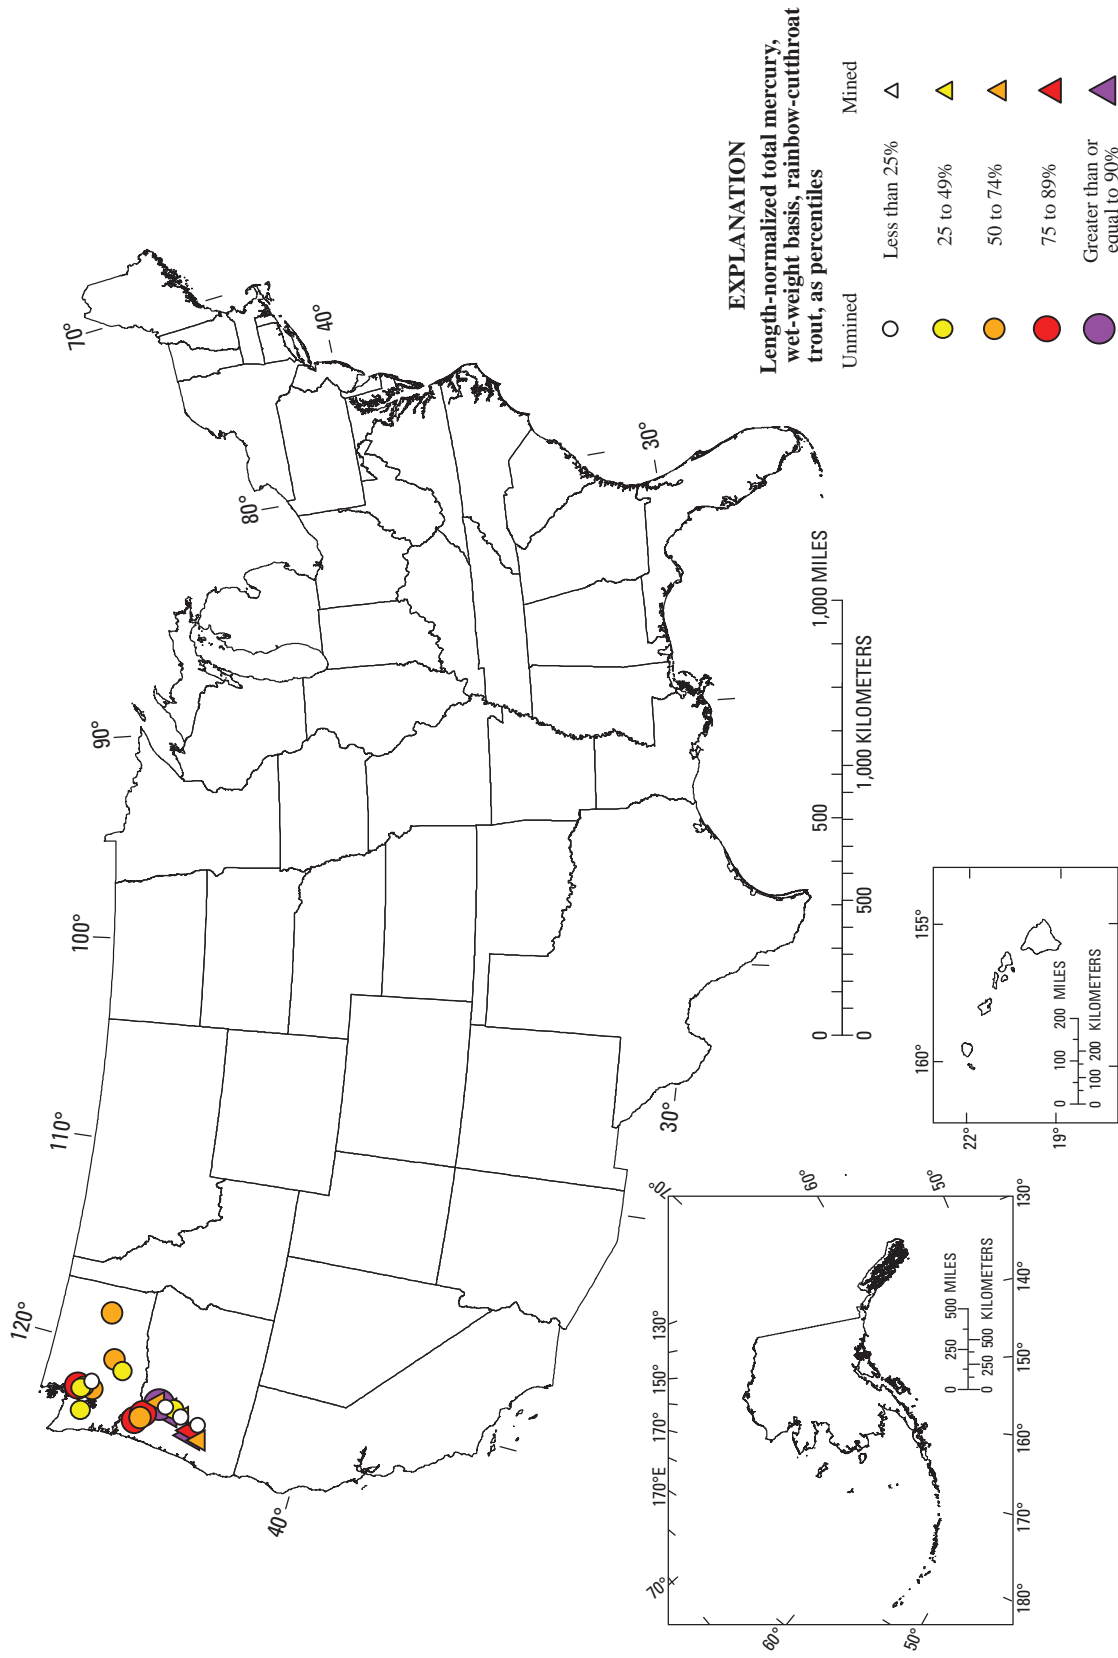 120°
110°
100°
90°
80°
70°
40°
30°
40°
30°
0 500 1,000 MILES
0 500 1,000 KILOMETERS
EXPLANATION
Length-normalized total mercury,
wet-weight basis, rainbow-cutthroat
trout, as percentiles
Unmined Mined
Less than 25%
25 to 49%
50 to 74%
75 to 89%
Greater than or
equal to 90%
70°
170°E
170°
150°
130°
70°
60°
50°
60°
50°
180°
170°
160°
150°
140°
130°
0 250 500 MILES
0 250 500 KILOMETERS
160°
155°
22°
19°
0 100 200 MILES
0 100 200 KILOMETERS